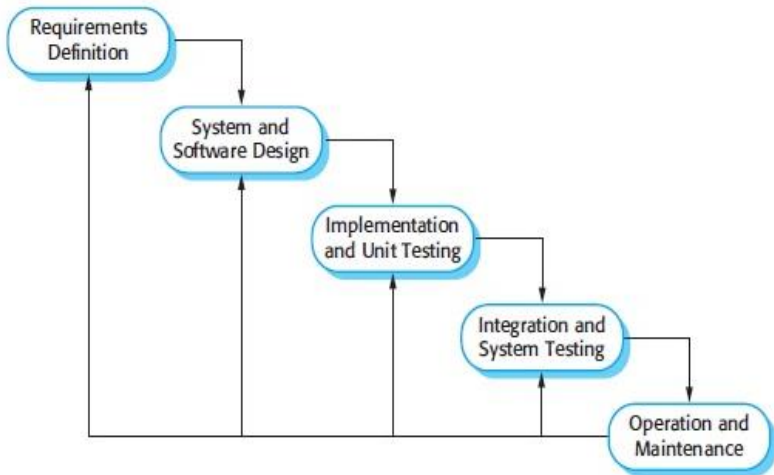 Requirements
Definition
System and
Software Design
Implementation
and Unit Testing
Integration and
System Testing
Operation and
Maintenance